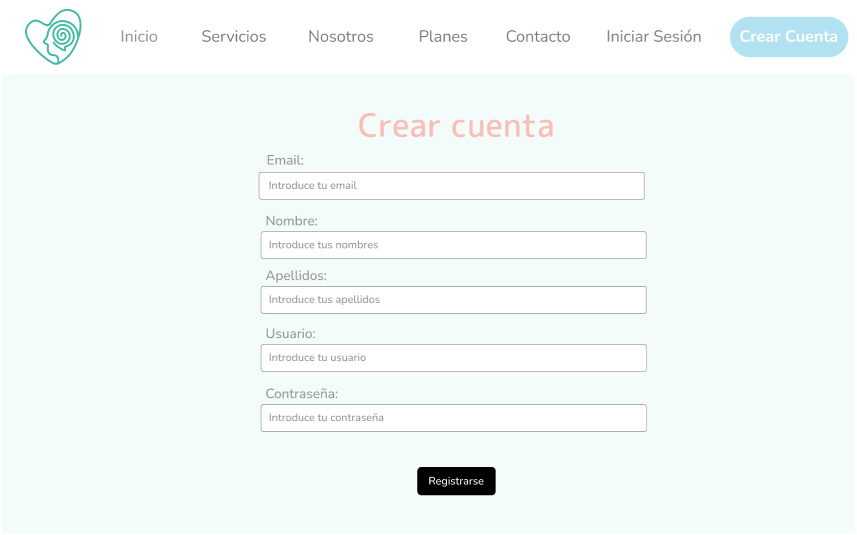 Inicio Servicios Nosotros Planes Contacto Iniciar Sesión Crear Cuenta
Crear cuenta
Email:
Introduce tu email
Nombre:
Introduce tus nombres
Apellidos:
Introduce tus apellidos
Usuario:
Introduce tu usuario
Contraseña:
Introduce tu contraseña
Registrarse